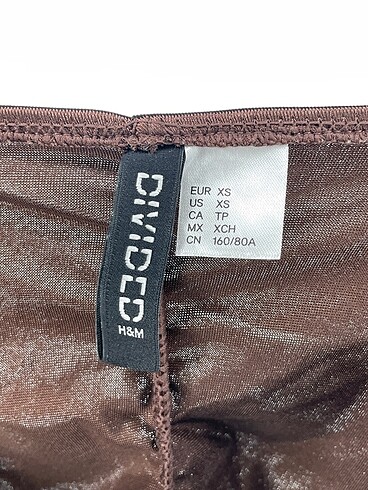 DIVIDED
H&M
EUR XS
US XS
CA TP
MX XCH
CN 160/80A